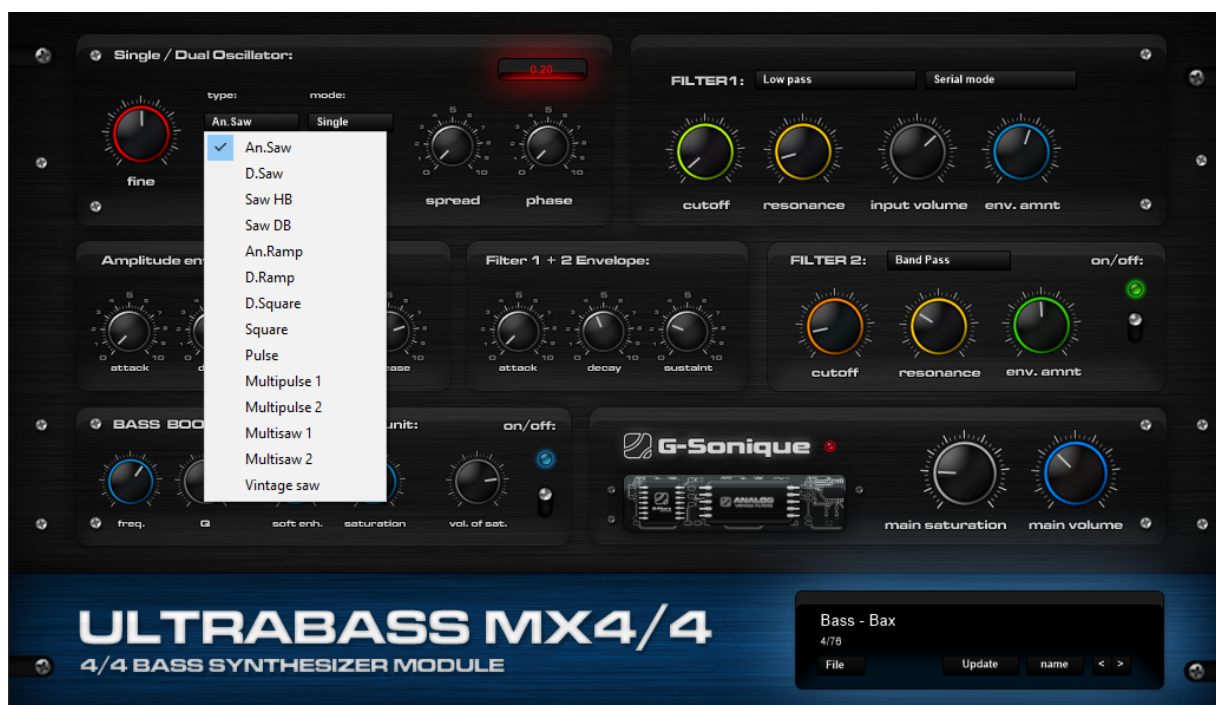 Single / Dual Oscillator:
0.20
type:
mode:
An.Saw
Single
fine
An.Saw
D.Saw
Saw HB
Saw DB
An.Ramp
D.Ramp
D.Square
Square
Pulse
Multipulse 1
Multipulse 2
Multisaw 1
Multisaw 2
Vintage saw
spread
phase
FILTER1:
Low pass
Serial mode
cutoff
resonance
input volume
env. amnt
Amplitude en
attack
Filter 1 + 2 Envelope:
attack
decay
sustaint
FILTER 2:
Band Pass
on/off:
cutoff
resonance
env. amnt
BASS BOO
unit:
on/off:
freq.
Q
soft enh.
saturation
vol. of sat.
G-Sonique
ANALOG
main saturation
main volume
ULTRABASS MX4/4
4/4 BASS SYNTHESIZER MODULE
Bass - Bax
4/76
File
Update
name
< >